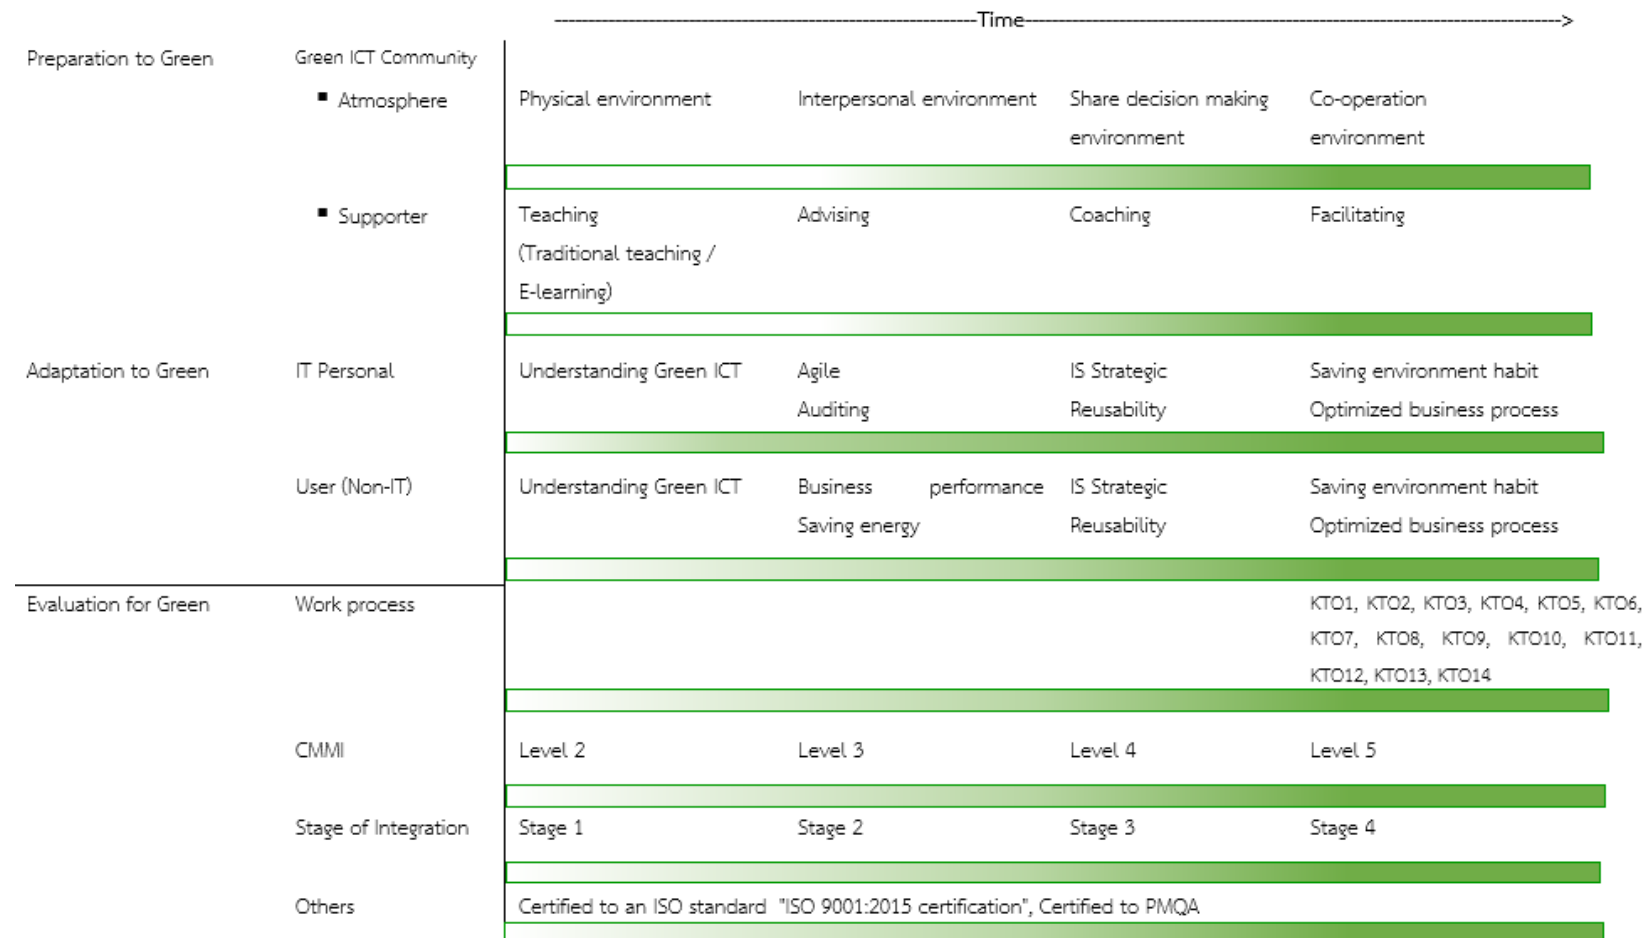 -Time-
Preparation to Green Green ICT Community
▪ Atmosphere Physical environment Interpersonal environment Share decision making Co-operation
environment environment
▪ Supporter Teaching Advising Coaching Facilitating
(Traditional teaching /
E-learning)
Adaptation to Green IT Personal Understanding Green ICT Agile IS Strategic Saving environment habit
Auditing Reusability Optimized business process
User (Non-IT) Understanding Green ICT Business performance IS Strategic Saving environment habit
Saving energy Reusability Optimized business process
Evaluation for Green Work process KTO1, KTO2, KTO3, KTO4, KTO5, KTO6,
KTO7, KTO8, KTO9, KTO10, KTO11,
KTO12, KTO13, KTO14
CMMI Level 2 Level 3 Level 4 Level 5
Stage of Integration Stage 1 Stage 2 Stage 3 Stage 4
Others Certified to an ISO standard "ISO 9001:2015 certification", Certified to PMQA